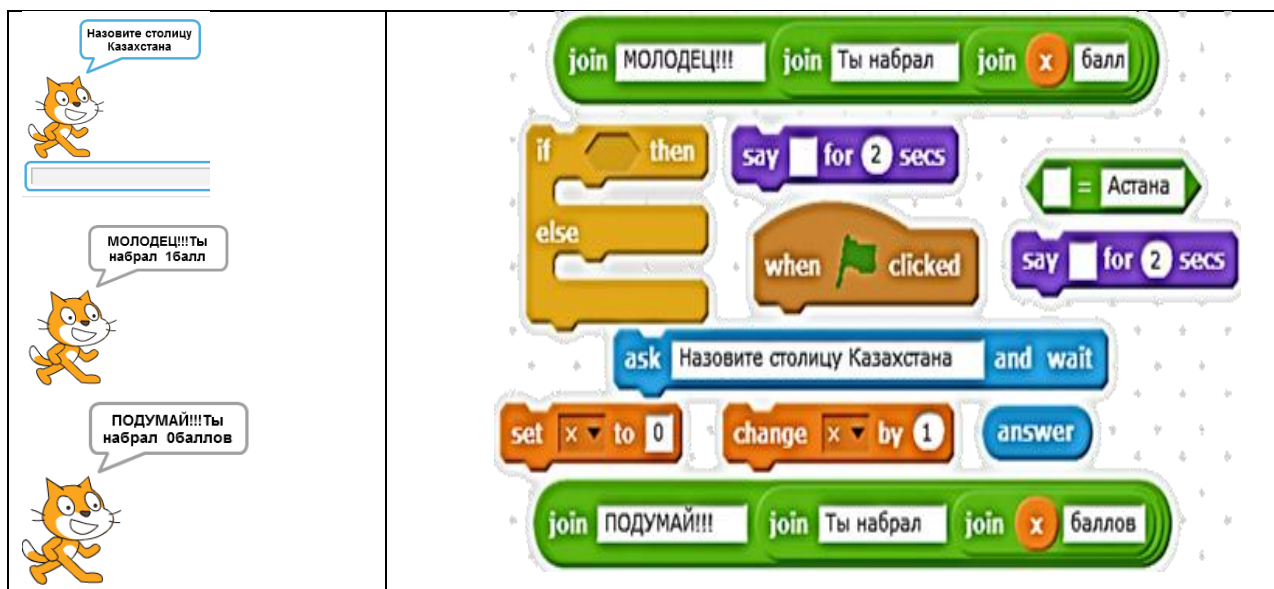 Назовите столицу
Казахстана
МОЛОДЕЦ!!!Ты
набрал 1балл
ПОДУМАЙ!!!Ты
набрал 0баллов
join МОЛОДЕЦ!!! join Ты набрал join x балл
if then
else
say for 2 secs
= Астана
when clicked
say for 2 secs
ask Назовите столицу Казахстана and wait
set x to 0
change x by 1
answer
join ПОДУМАЙ!!! join Ты набрал join x баллов